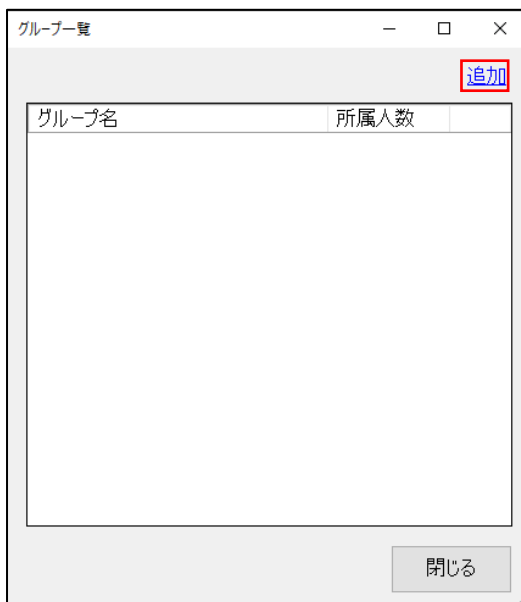 グループ一覧
追加
グループ名 所属人数
閉じる